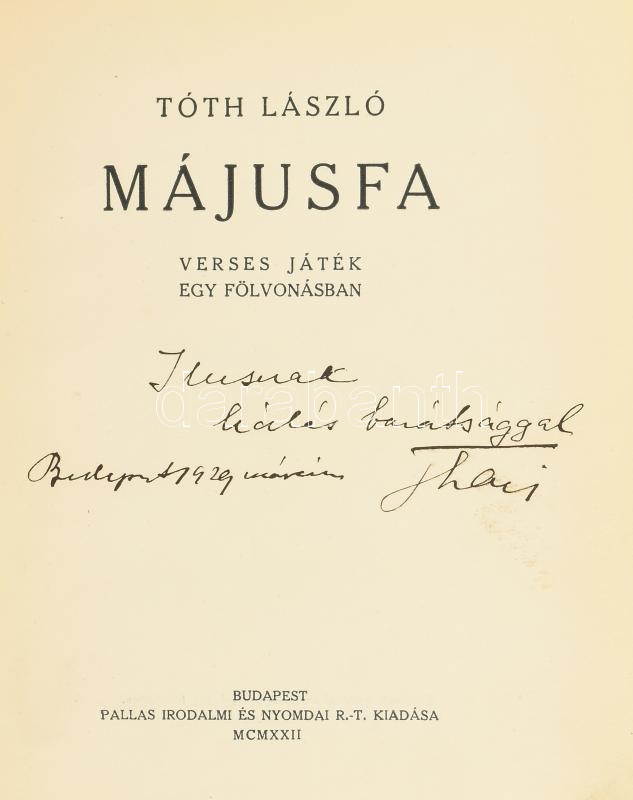 TÓTH LÁSZLÓ
MÁJUSFA
VERSES JÁTÉK
EGY FÖLVONÁSBAN
Ilusnak
darabanth
hálás barátsággal
Budapest 1929 március
BUDAPEST
PALLAS IRODALMI ÉS NYOMDAI R.-T. KIADÁSA
MCMXXII